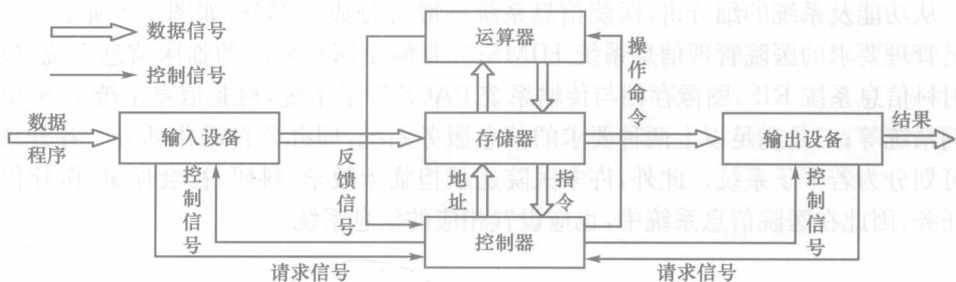 数据信号
控制信号
运算器
操作命令
数据
程序
输入设备
存储器
输出设备
结果
控制信号
反馈信号
地址
指令
控制信号
控制器
请求信号
请求信号